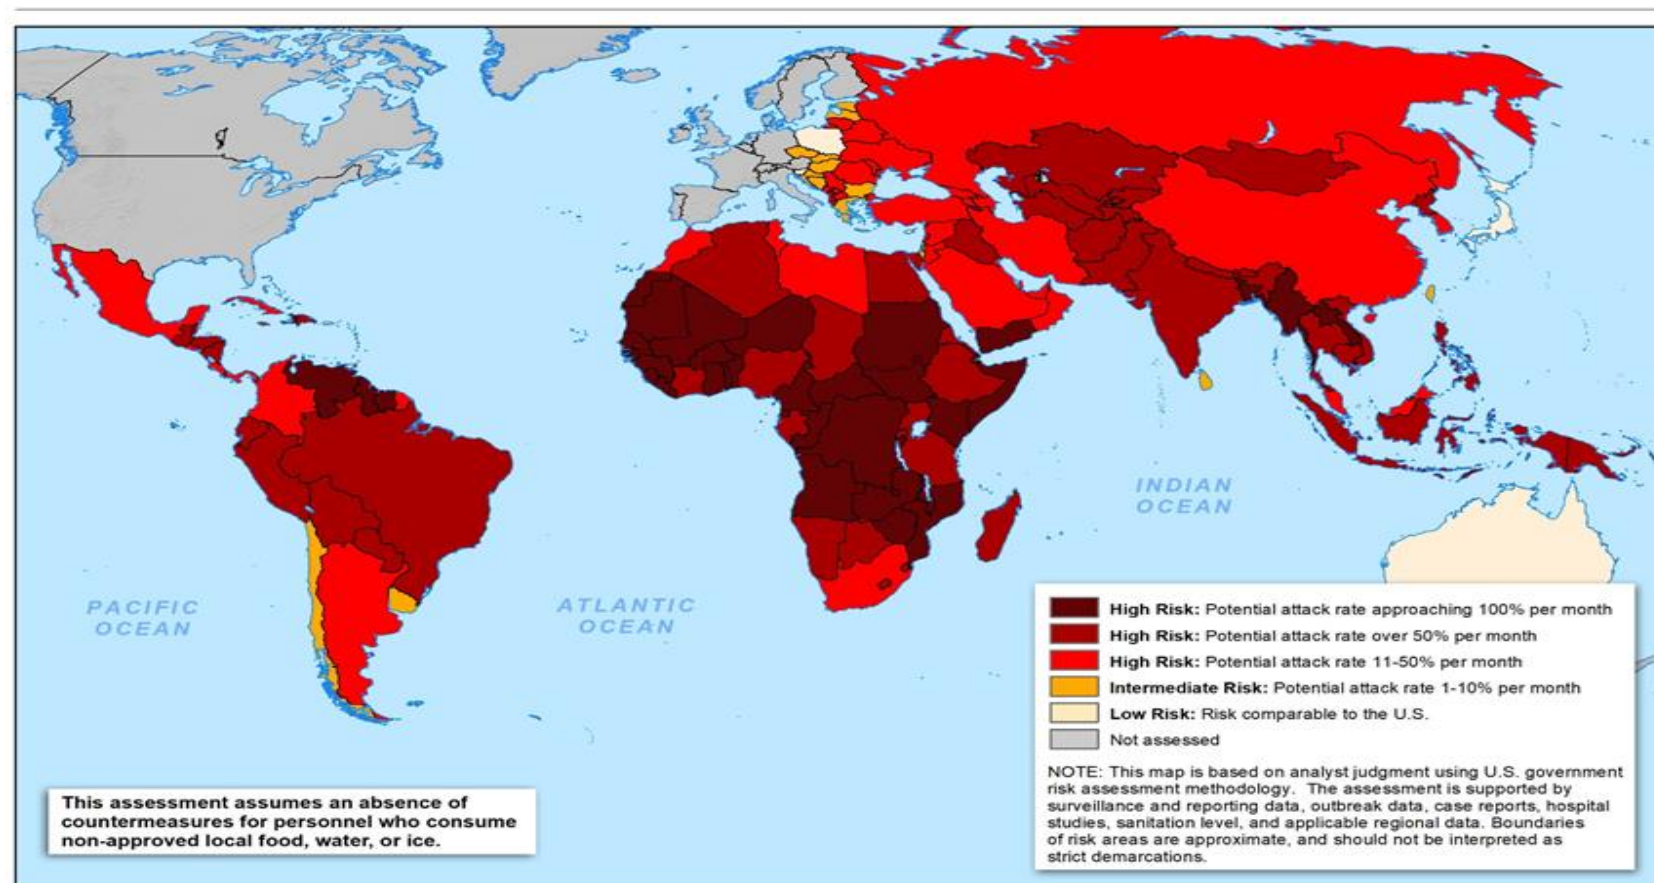 PACIFIC
OCEAN
ATLANTIC
OCEAN
INDIAN
OCEAN
High Risk: Potential attack rate approaching 100% per month
High Risk: Potential attack rate over 50% per month
High Risk: Potential attack rate 11-50% per month
Intermediate Risk: Potential attack rate 1-10% per month
Low Risk: Risk comparable to the U.S.
Not assessed
NOTE: This map is based on analyst judgment using U.S. government
risk assessment methodology. The assessment is supported by
surveillance and reporting data, outbreak data, case reports, hospital
studies, sanitation level, and applicable regional data. Boundaries
of risk areas are approximate, and should not be interpreted as
strict demarcations.
This assessment assumes an absence of
countermeasures for personnel who consume
non-approved local food, water, or ice.